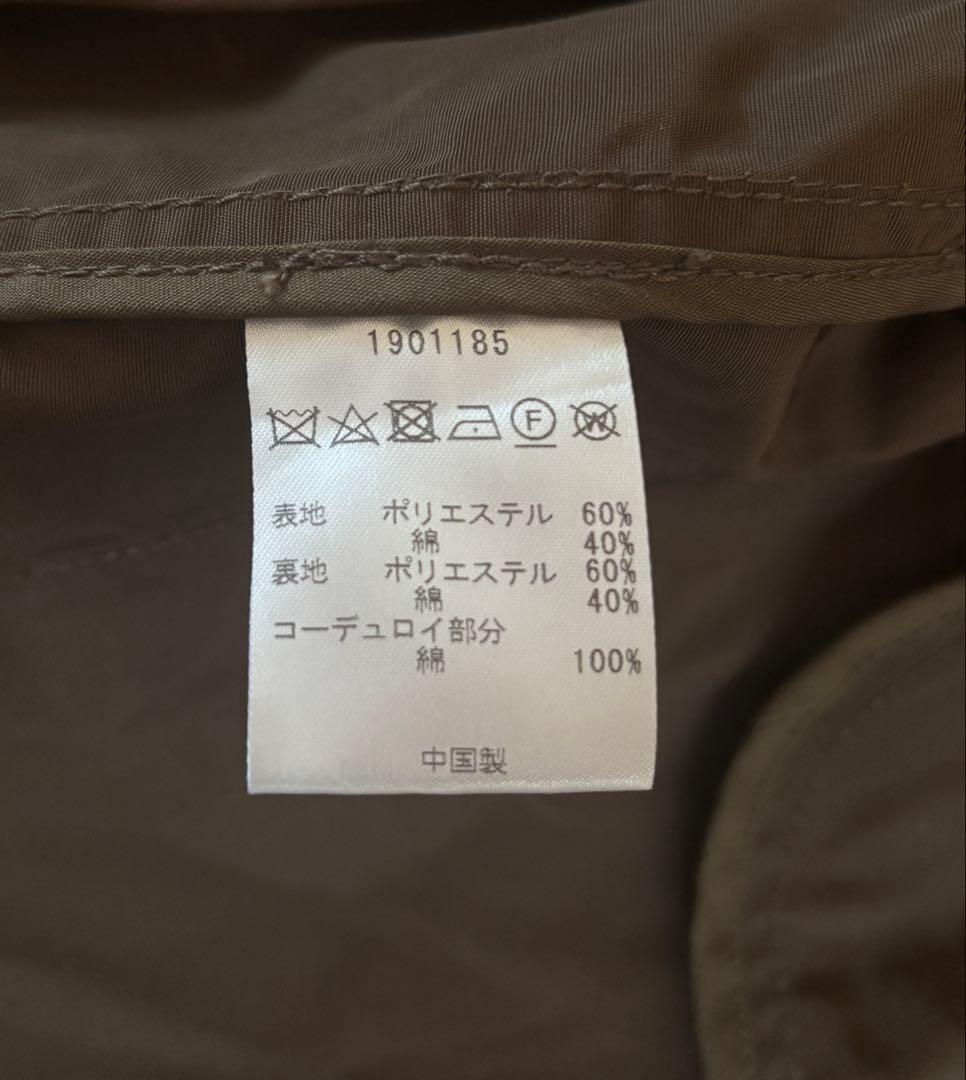 1901185
F W
表地 ポリエステル 60%
綿 40%
裏地 ポリエステル 60%
綿 40%
コーデュロイ部分
綿 100%
中国製